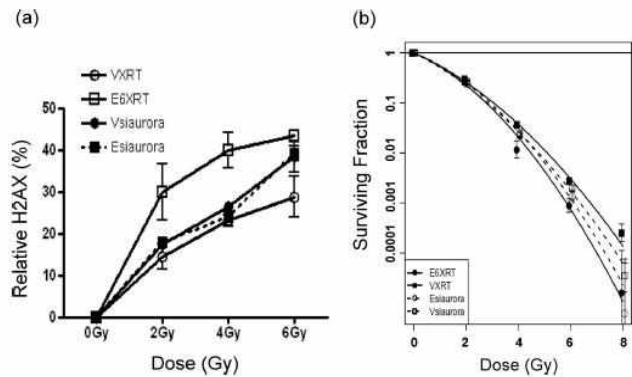 (a)
VXRT
E6XRT
Vsiaurora
Esiaurora
Relative H2AX (%)
50
40
30
20
10
0
0Gy
2Gy
4Gy
6Gy
Dose (Gy)
(b)
Surviving Fraction
1
0.1
0.01
0.001
0.0001
E6XRT
VXRT
Esiaurora
Vsiaurora
0
2
4
6
8
Dose (Gy)